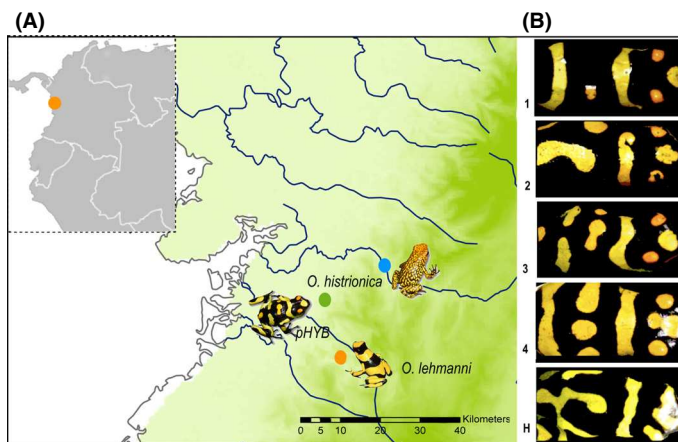 (A)
(B)
1
2
3
4
H
O. histrionica
pHYB
O. lehmanni
Kilometers
0 5 10 20 30 40